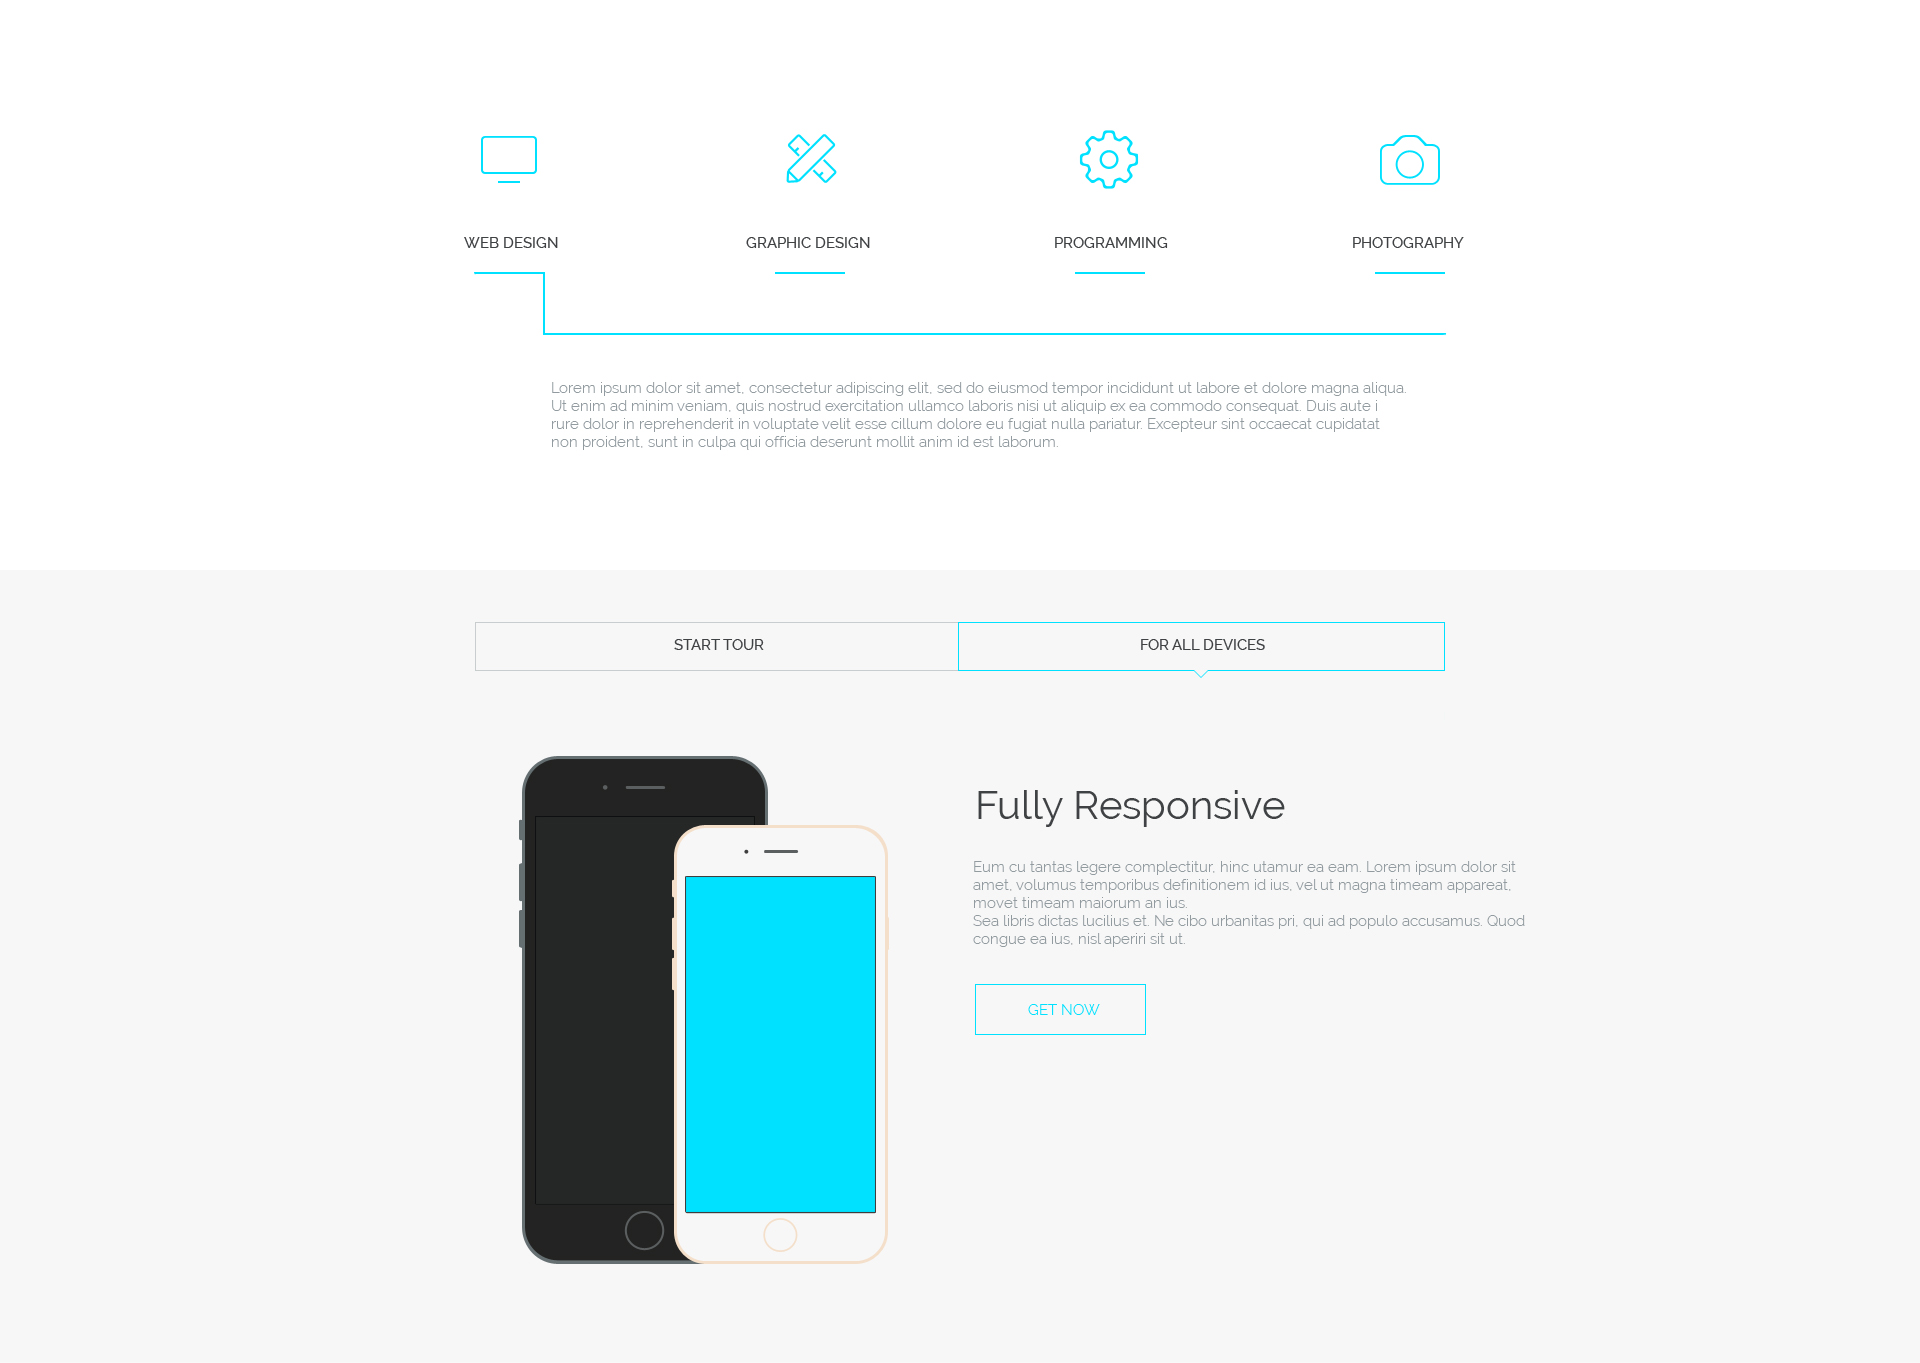 WEB DESIGN
GRAPHIC DESIGN
PROGRAMMING
PHOTOGRAPHY
Lorem ipsum dolor sit amet, consectetur adipiscing elit, sed do eiusmod tempor incididunt ut labore et dolore magna aliqua.
Ut enim ad minim veniam, quis nostrud exercitation ullamco laboris nisi ut aliquip ex ea commodo consequat. Duis aute i
rure dolor in reprehenderit in voluptate velit esse cillum dolore eu fugiat nulla pariatur. Excepteur sint occaecat cupidatat
non proident, sunt in culpa qui officia deserunt mollit anim id est laborum.
START TOUR
FOR ALL DEVICES
Fully Responsive
Eum cu tantas legere complectitur, hinc utamur ea eam. Lorem ipsum dolor sit
amet, volumus temporibus definitionem id ius, vel ut magna timeam appareat,
movet timeam maiorum an ius.
Sea libris dictas lucilius et. Ne cibo urbanitas pri, qui ad populo accusamus. Quod
congue ea ius, nisl aperiri sit ut.
GET NOW